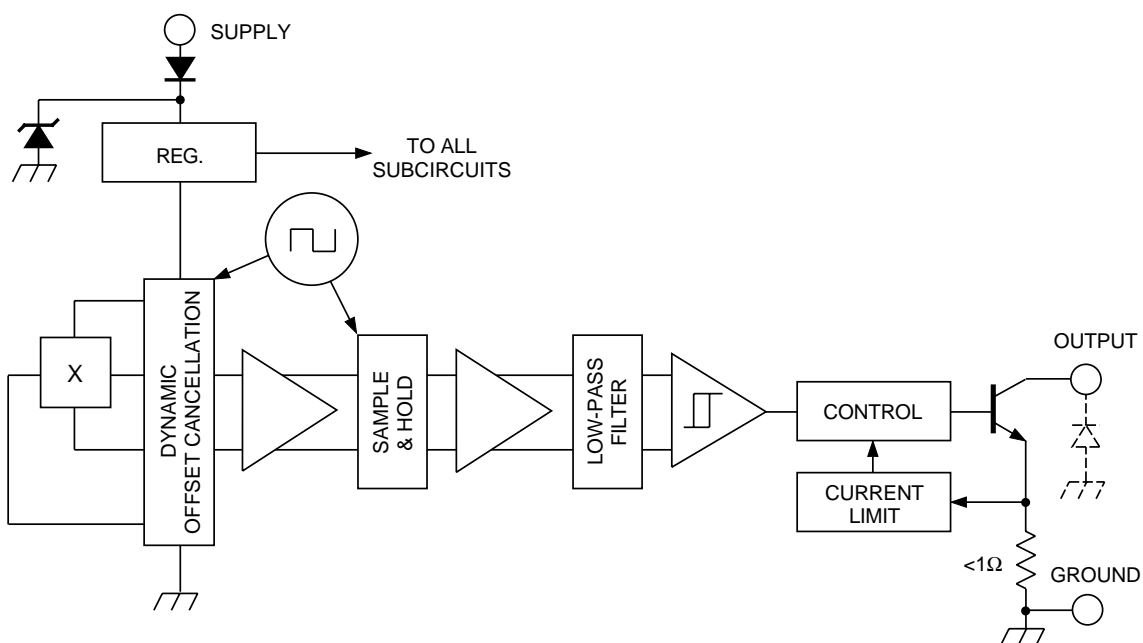 SUPPLY
REG.
TO ALL
SUBCIRCUITS
X
DYNAMIC
OFFSET CANCELLATION
SAMPLE
& HOLD
LOW-PASS
FILTER
CONTROL
CURRENT
LIMIT
OUTPUT
<1Ω
GROUND